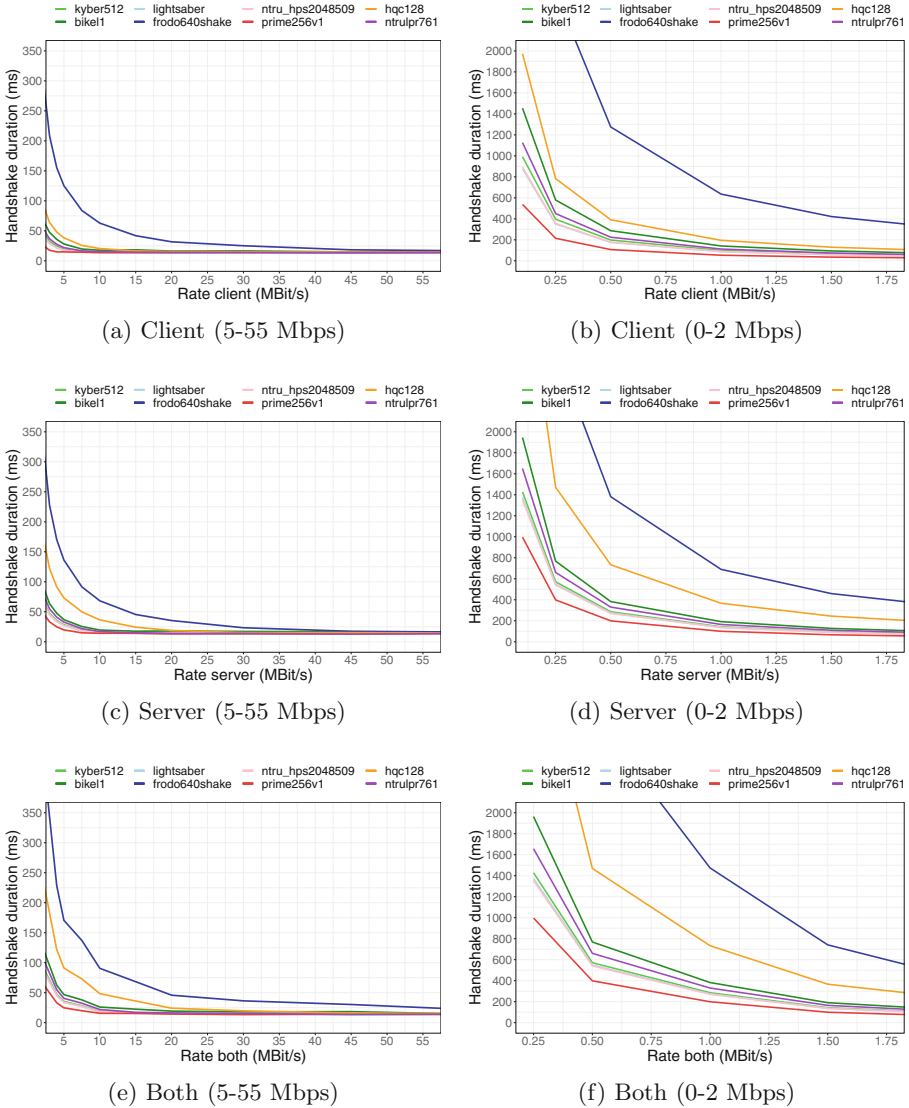 kyber512 lightsaber ntru_hps2048509 hqc128
bikel1 frodo640shake prime256v1 ntrulpr761
350
300
250
200
150
100
50
0
Handshake duration (ms)
5 10 15 20 25 30 35 40 45 50 55
Rate client (MBit/s)
(a) Client (5-55 Mbps)
kyber512 lightsaber ntru_hps2048509 hqc128
bikel1 frodo640shake prime256v1 ntrulpr761
2000
1800
1600
1400
1200
1000
800
600
400
200
0
Handshake duration (ms)
0.25 0.50 0.75 1.00 1.25 1.50 1.75
Rate client (MBit/s)
(b) Client (0-2 Mbps)
kyber512 lightsaber ntru_hps2048509 hqc128
bikel1 frodo640shake prime256v1 ntrulpr761
350
300
250
200
150
100
50
0
Handshake duration (ms)
5 10 15 20 25 30 35 40 45 50 55
Rate server (MBit/s)
(c) Server (5-55 Mbps)
kyber512 lightsaber ntru_hps2048509 hqc128
bikel1 frodo640shake prime256v1 ntrulpr761
2000
1800
1600
1400
1200
1000
800
600
400
200
0
Handshake duration (ms)
0.25 0.50 0.75 1.00 1.25 1.50 1.75
Rate server (MBit/s)
(d) Server (0-2 Mbps)
kyber512 lightsaber ntru_hps2048509 hqc128
bikel1 frodo640shake prime256v1 ntrulpr761
350
300
250
200
150
100
50
0
Handshake duration (ms)
5 10 15 20 25 30 35 40 45 50 55
Rate both (MBit/s)
(e) Both (5-55 Mbps)
kyber512 lightsaber ntru_hps2048509 hqc128
bikel1 frodo640shake prime256v1 ntrulpr761
2000
1800
1600
1400
1200
1000
800
600
400
200
0
Handshake duration (ms)
0.25 0.50 0.75 1.00 1.25 1.50 1.75
Rate both (MBit/s)
(f) Both (0-2 Mbps)